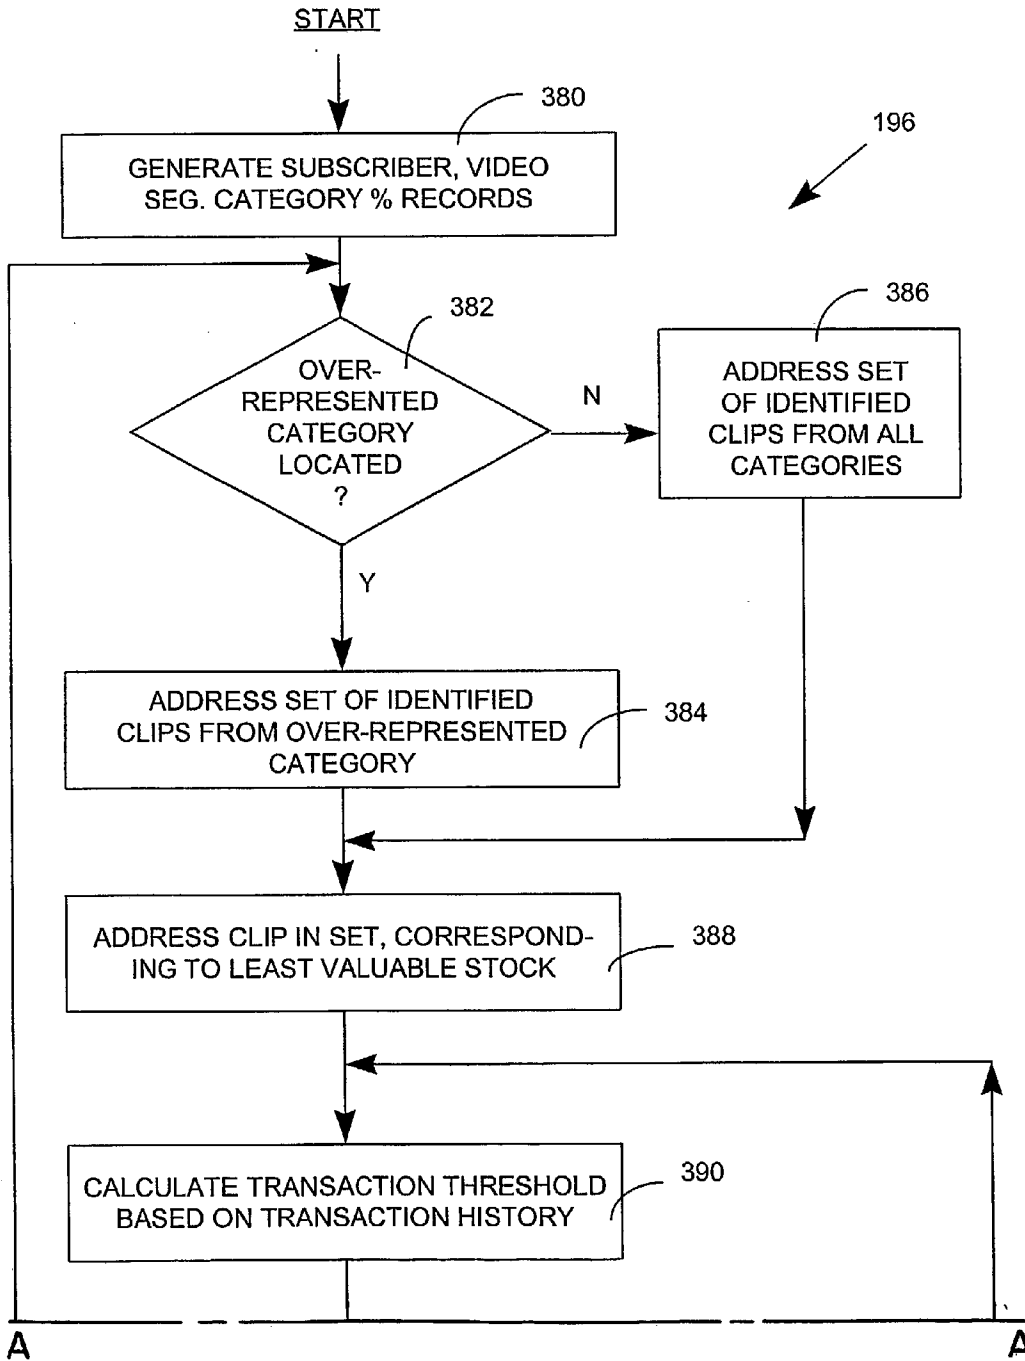 START
380
196
GENERATE SUBSCRIBER, VIDEO
SEG. CATEGORY % RECORDS
382
386
OVER-
REPRESENTED
CATEGORY
LOCATED
?
N
ADDRESS SET
OF IDENTIFIED
CLIPS FROM ALL
CATEGORIES
Y
ADDRESS SET OF IDENTIFIED
CLIPS FROM OVER-REPRESENTED
CATEGORY
384
ADDRESS CLIP IN SET, CORRESPOND-
ING TO LEAST VALUABLE STOCK
388
CALCULATE TRANSACTION THRESHOLD
BASED ON TRANSACTION HISTORY
390
A
A